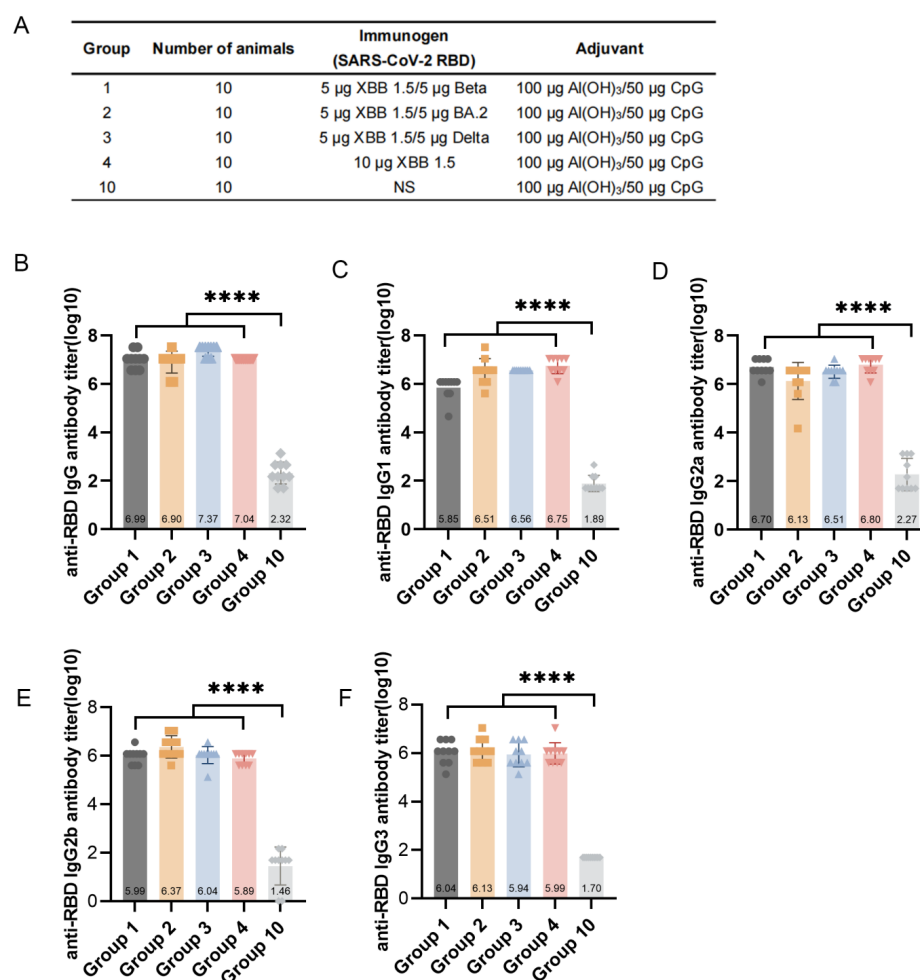 A
Group Number of animals Immunogen (SARS-CoV-2 RBD) Adjuvant
1 10 5 µg XBB 1.5/5 µg Beta 100 µg Al(OH)₃/50 µg CpG
2 10 5 µg XBB 1.5/5 µg BA.2 100 µg Al(OH)₃/50 µg CpG
3 10 5 µg XBB 1.5/5 µg Delta 100 µg Al(OH)₃/50 µg CpG
4 10 10 µg XBB 1.5 100 µg Al(OH)₃/50 µg CpG
10 10 NS 100 µg Al(OH)₃/50 µg CpG
B
anti-RBD IgG antibody titer(log10)
****
8
6
4
2
0
6.99 6.90 7.37 7.04 2.32
Group 1 Group 2 Group 3 Group 4 Group 10
C
anti-RBD IgG1 antibody titer(log10)
****
8
6
4
2
0
5.85 6.51 6.56 6.75 1.89
Group 1 Group 2 Group 3 Group 4 Group 10
D
anti-RBD IgG2a antibody titer(log10)
****
8
6
4
2
0
6.70 6.13 6.51 6.80 2.27
Group 1 Group 2 Group 3 Group 4 Group 10
E
anti-RBD IgG2b antibody titer(log10)
****
8
6
4
2
0
5.99 6.37 6.04 5.89 1.46
Group 1 Group 2 Group 3 Group 4 Group 10
F
anti-RBD IgG3 antibody titer(log10)
****
8
6
4
2
0
6.04 6.13 5.94 5.99 1.70
Group 1 Group 2 Group 3 Group 4 Group 10